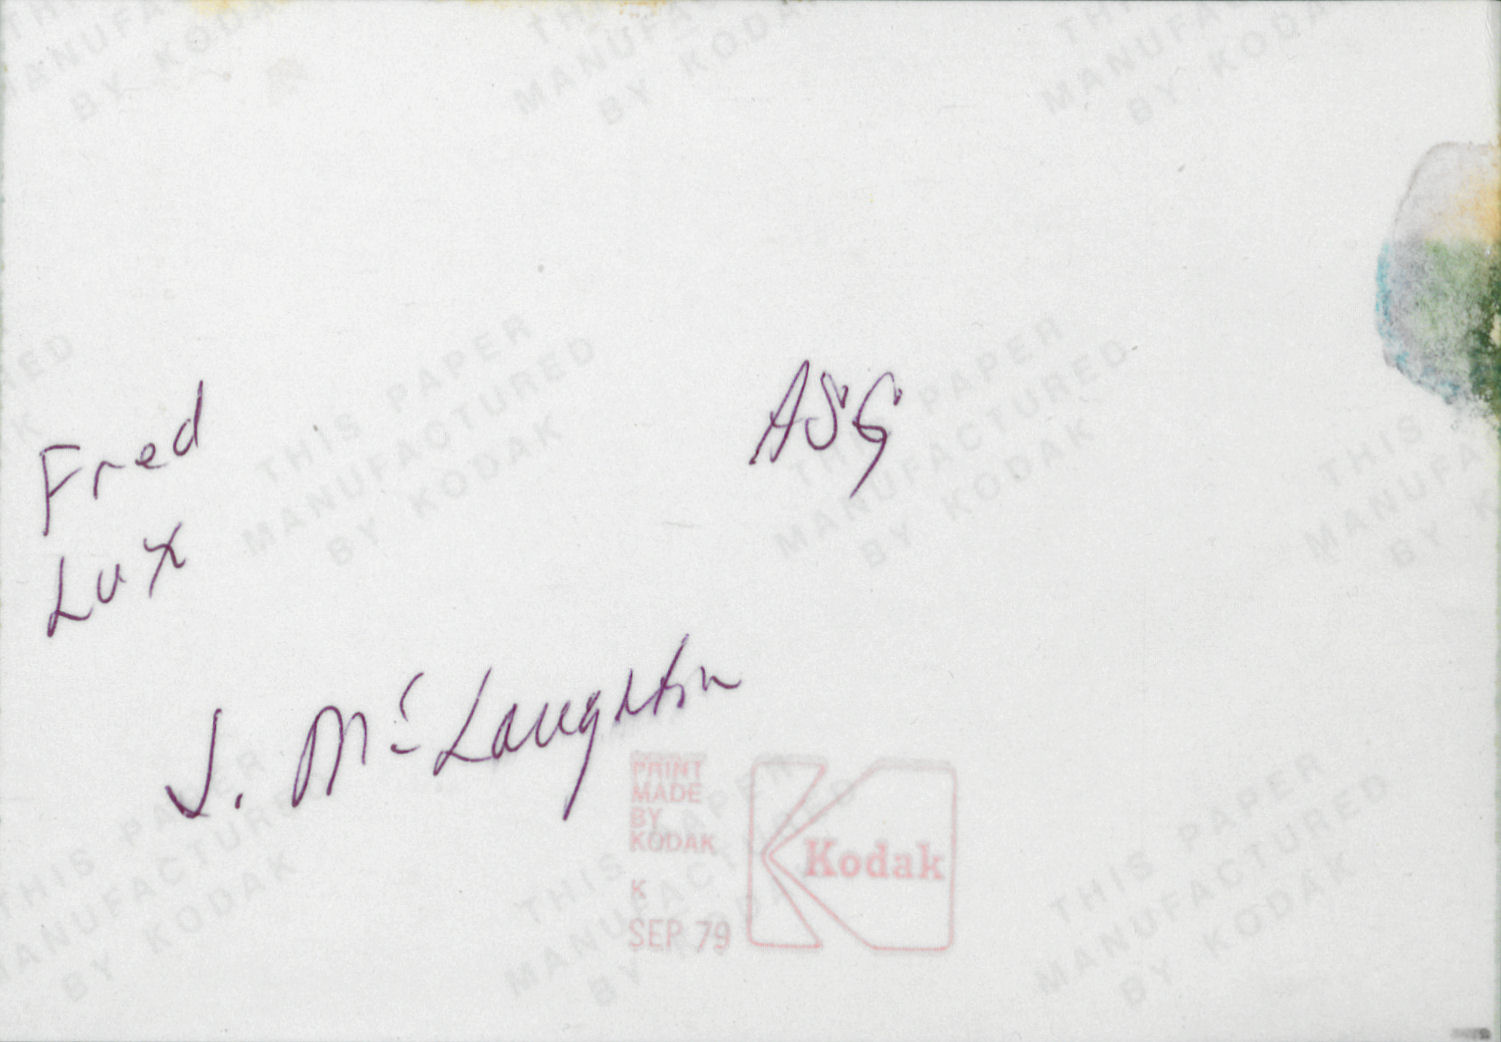 THIS PAPER
MANUFACTURED
BY KODAK
Fred
Lux
ASG
J. McLaughlin
PRINT
MADE
BY
KODAK
K
SEP 79
Kodak